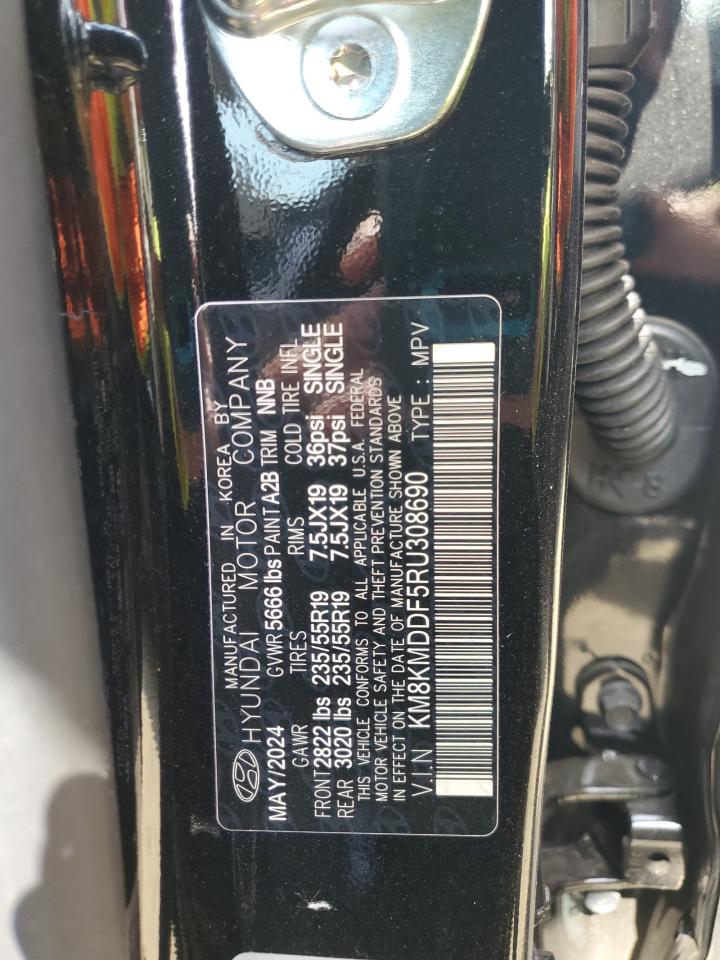 MANUFACTURED IN KOREA BY
HYUNDAI MOTOR COMPANY
MAY/2024 GVWR 5666 lbs PAINT A2B TRIM NNB
GAWR TIRES RIMS COLD TIRE INFL
FRONT 2822 lbs 235/55R19 7.5JX19 36psi SINGLE
REAR 3020 lbs 235/55R19 7.5JX19 37psi SINGLE
THIS VEHICLE CONFORMS TO ALL APPLICABLE U.S.A. FEDERAL
MOTOR VEHICLE SAFETY AND THEFT PREVENTION STANDARDS
IN EFFECT ON THE DATE OF MANUFACTURE SHOWN ABOVE
V.I.N KM8KMDDF5RU308690 TYPE : MPV